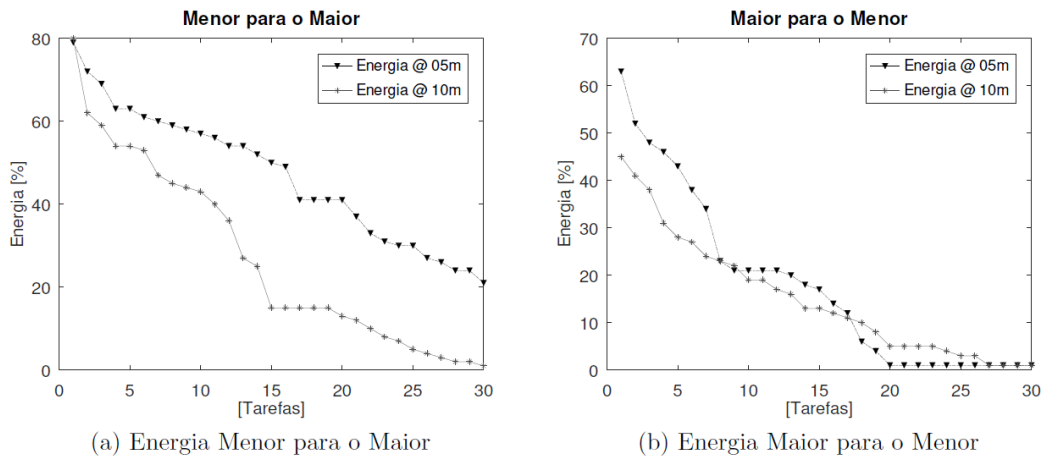 Menor para o Maior
80
60
40
20
0
Energia [%]
Energia @ 05m
Energia @ 10m
0 5 10 15 20 25 30
[Tarefas]
(a) Energia Menor para o Maior
Maior para o Menor
70
60
50
40
30
20
10
0
Energia [%]
Energia @ 05m
Energia @ 10m
0 5 10 15 20 25 30
[Tarefas]
(b) Energia Maior para o Menor